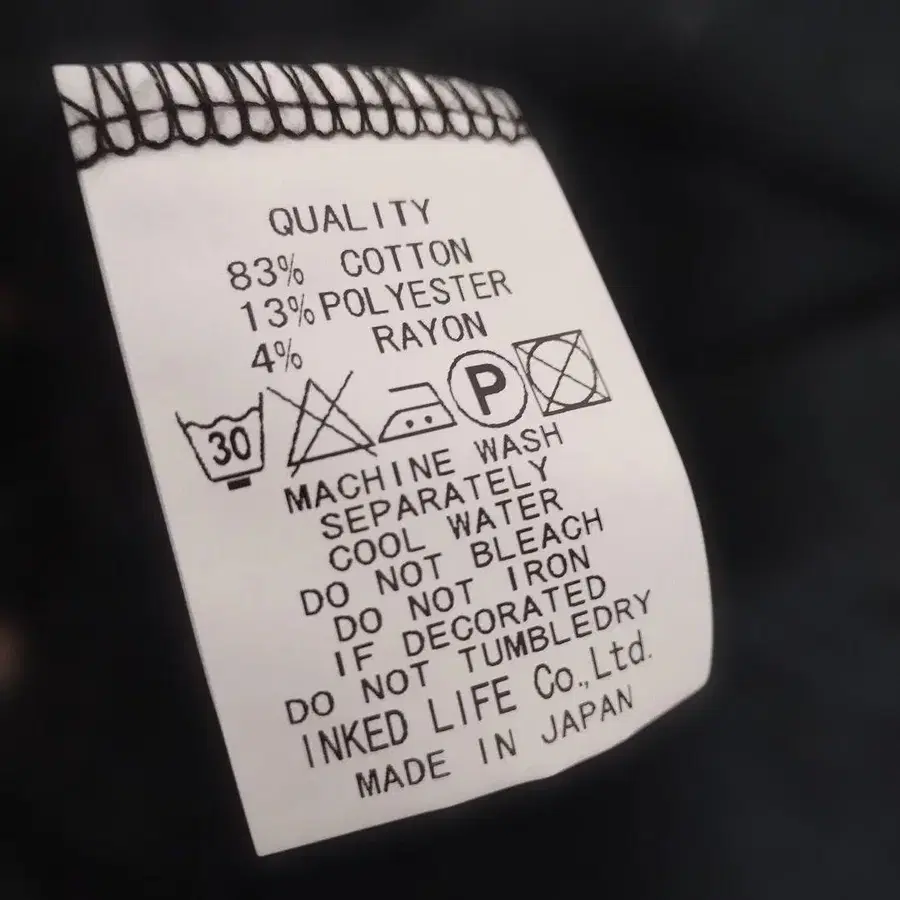 QUALITY
83% COTTON
13% POLYESTER
4% RAYON
30 P
MACHINE WASH
SEPARATELY
COOL WATER
DO NOT BLEACH
DO NOT IRON
IF DECORATED
DO NOT TUMBLEDRY
INKED LIFE Co.,Ltd.
MADE IN JAPAN